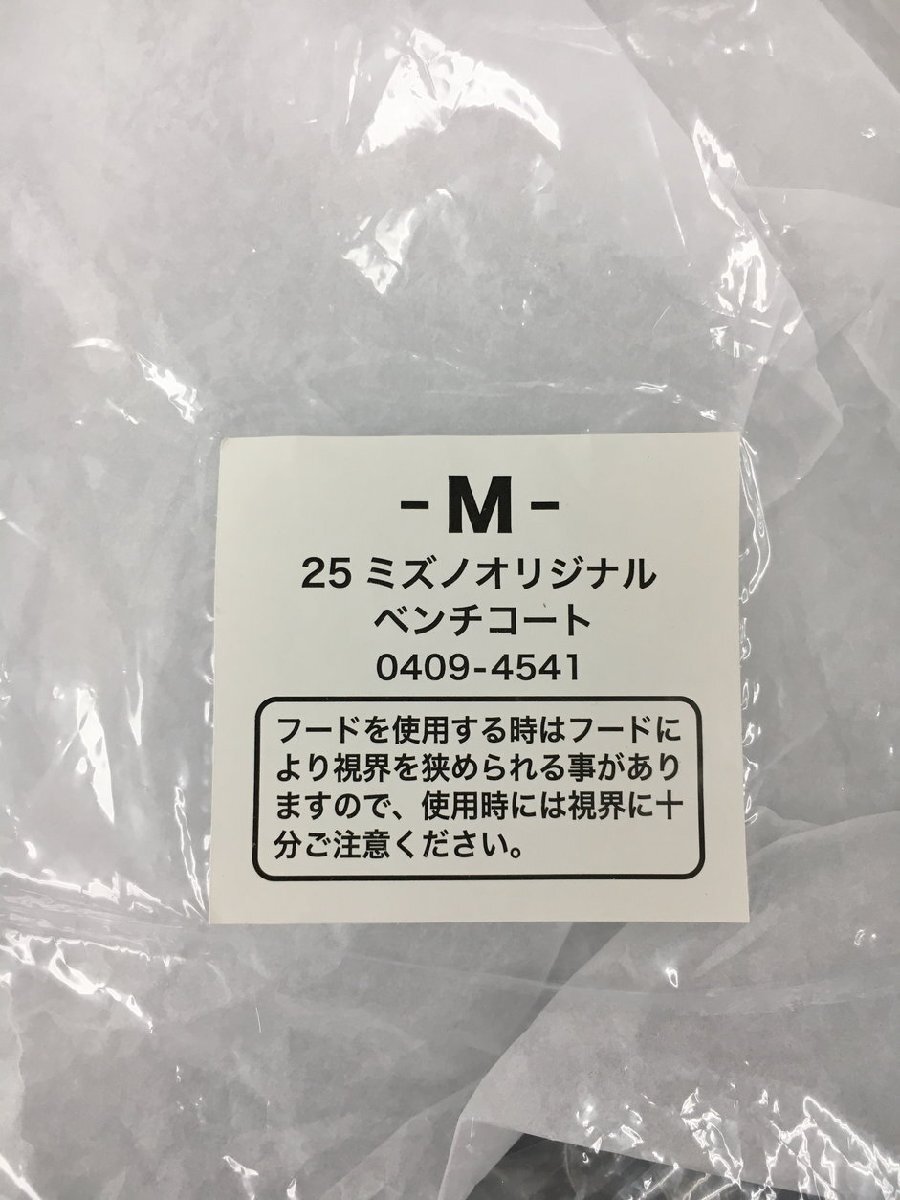 -M-
25 ミズノオリジナル
ベンチコート
0409-4541
フードを使用する時はフードに
より視界を狭められる事があり
ますので、使用時には視界に十
分ご注意ください。